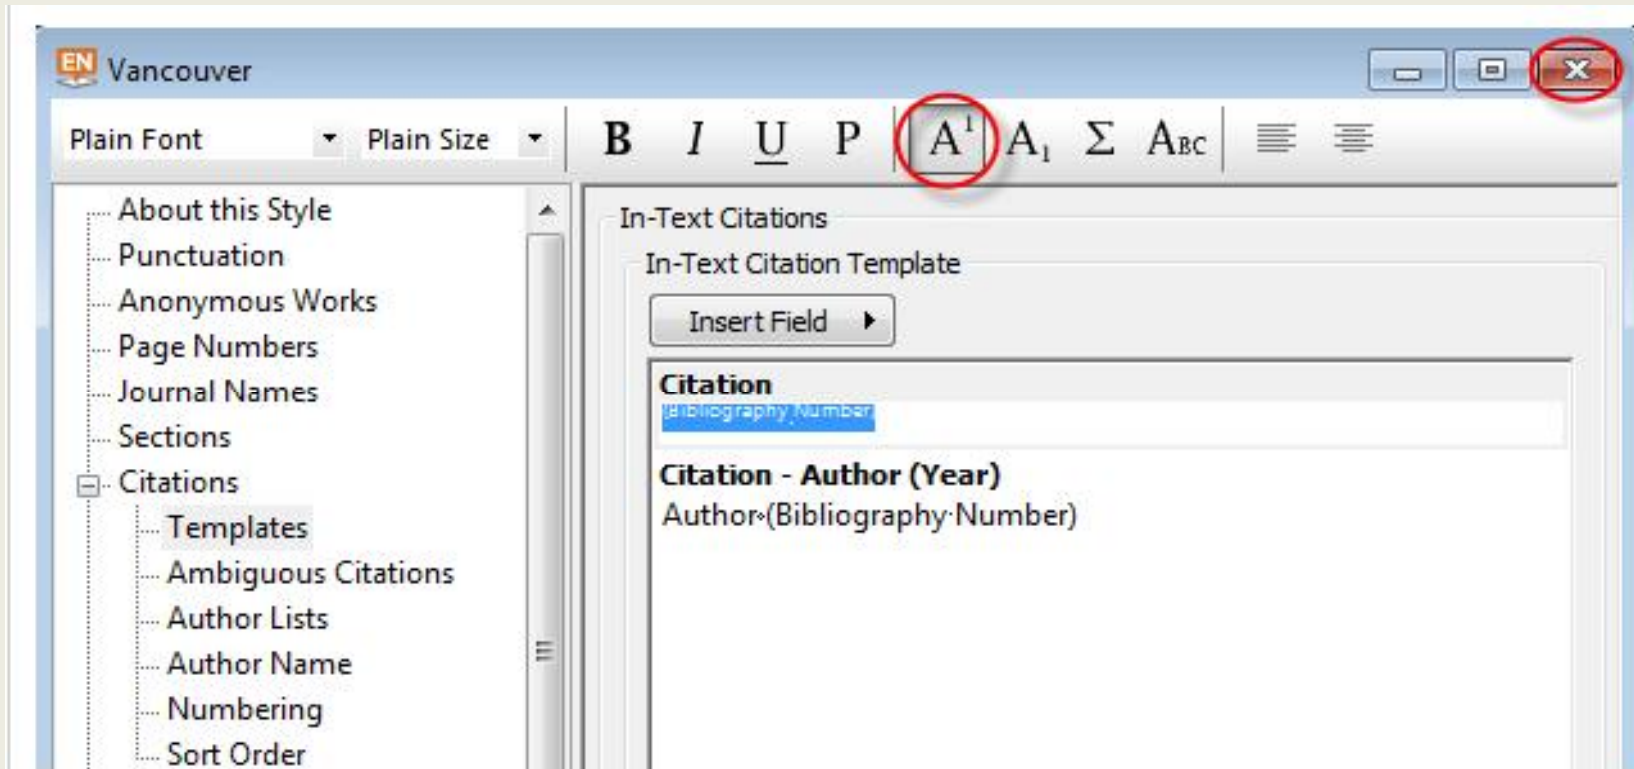 EN Vancouver
Plain Font Plain Size B I U P A¹ A₁ Σ ABC
About this Style
Punctuation
Anonymous Works
Page Numbers
Journal Names
Sections
Citations
Templates
Ambiguous Citations
Author Lists
Author Name
Numbering
Sort Order
In-Text Citations
In-Text Citation Template
Insert Field
Citation
(Bibliography·Number)
Citation - Author (Year)
Author·(Bibliography·Number)